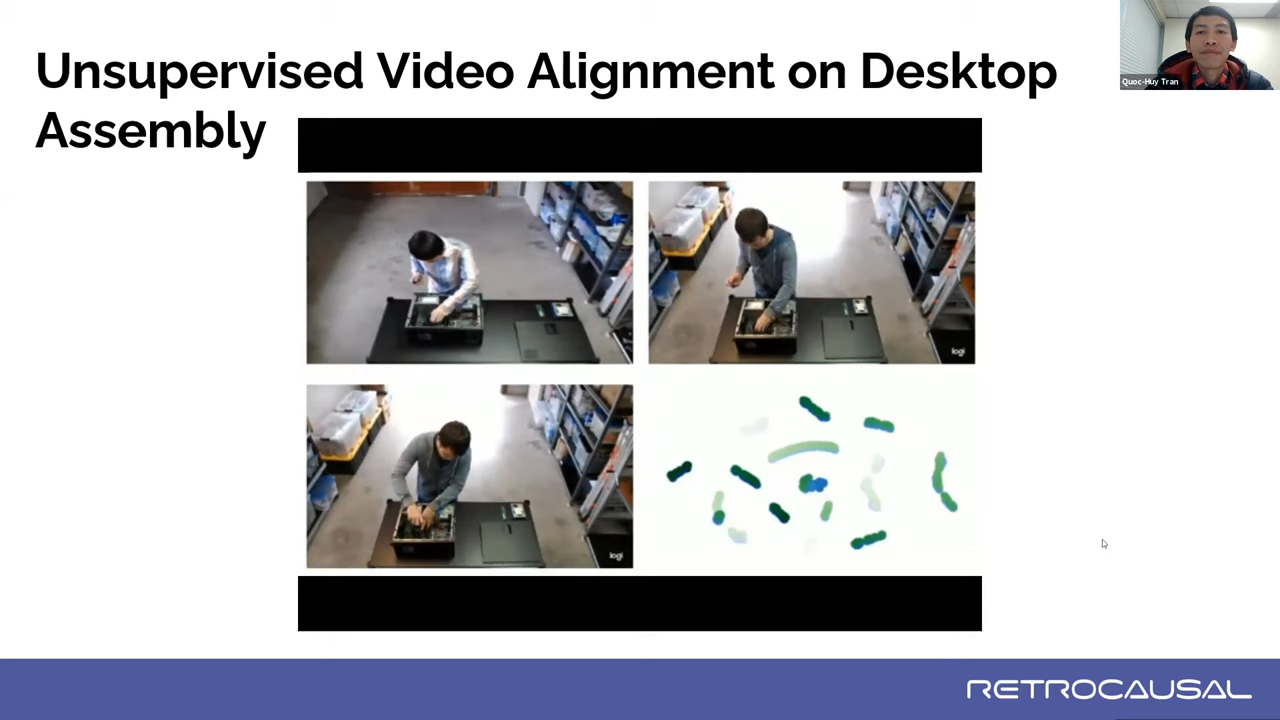 Unsupervised Video Alignment on Desktop
Assembly
Quoc-Huy Tran
logi
logi
RETROCAUSAL